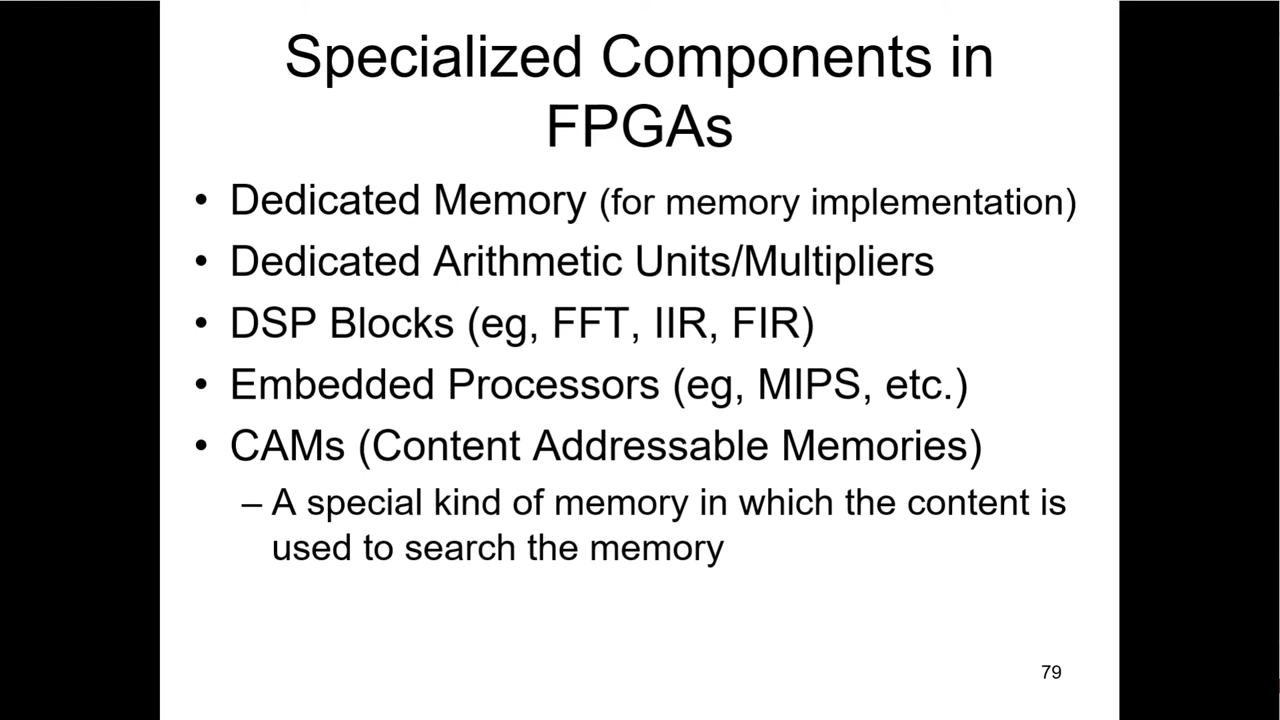 Specialized Components in
FPGAs
• Dedicated Memory (for memory implementation)
• Dedicated Arithmetic Units/Multipliers
• DSP Blocks (eg, FFT, IIR, FIR)
• Embedded Processors (eg, MIPS, etc.)
• CAMs (Content Addressable Memories)
– A special kind of memory in which the content is
used to search the memory
79